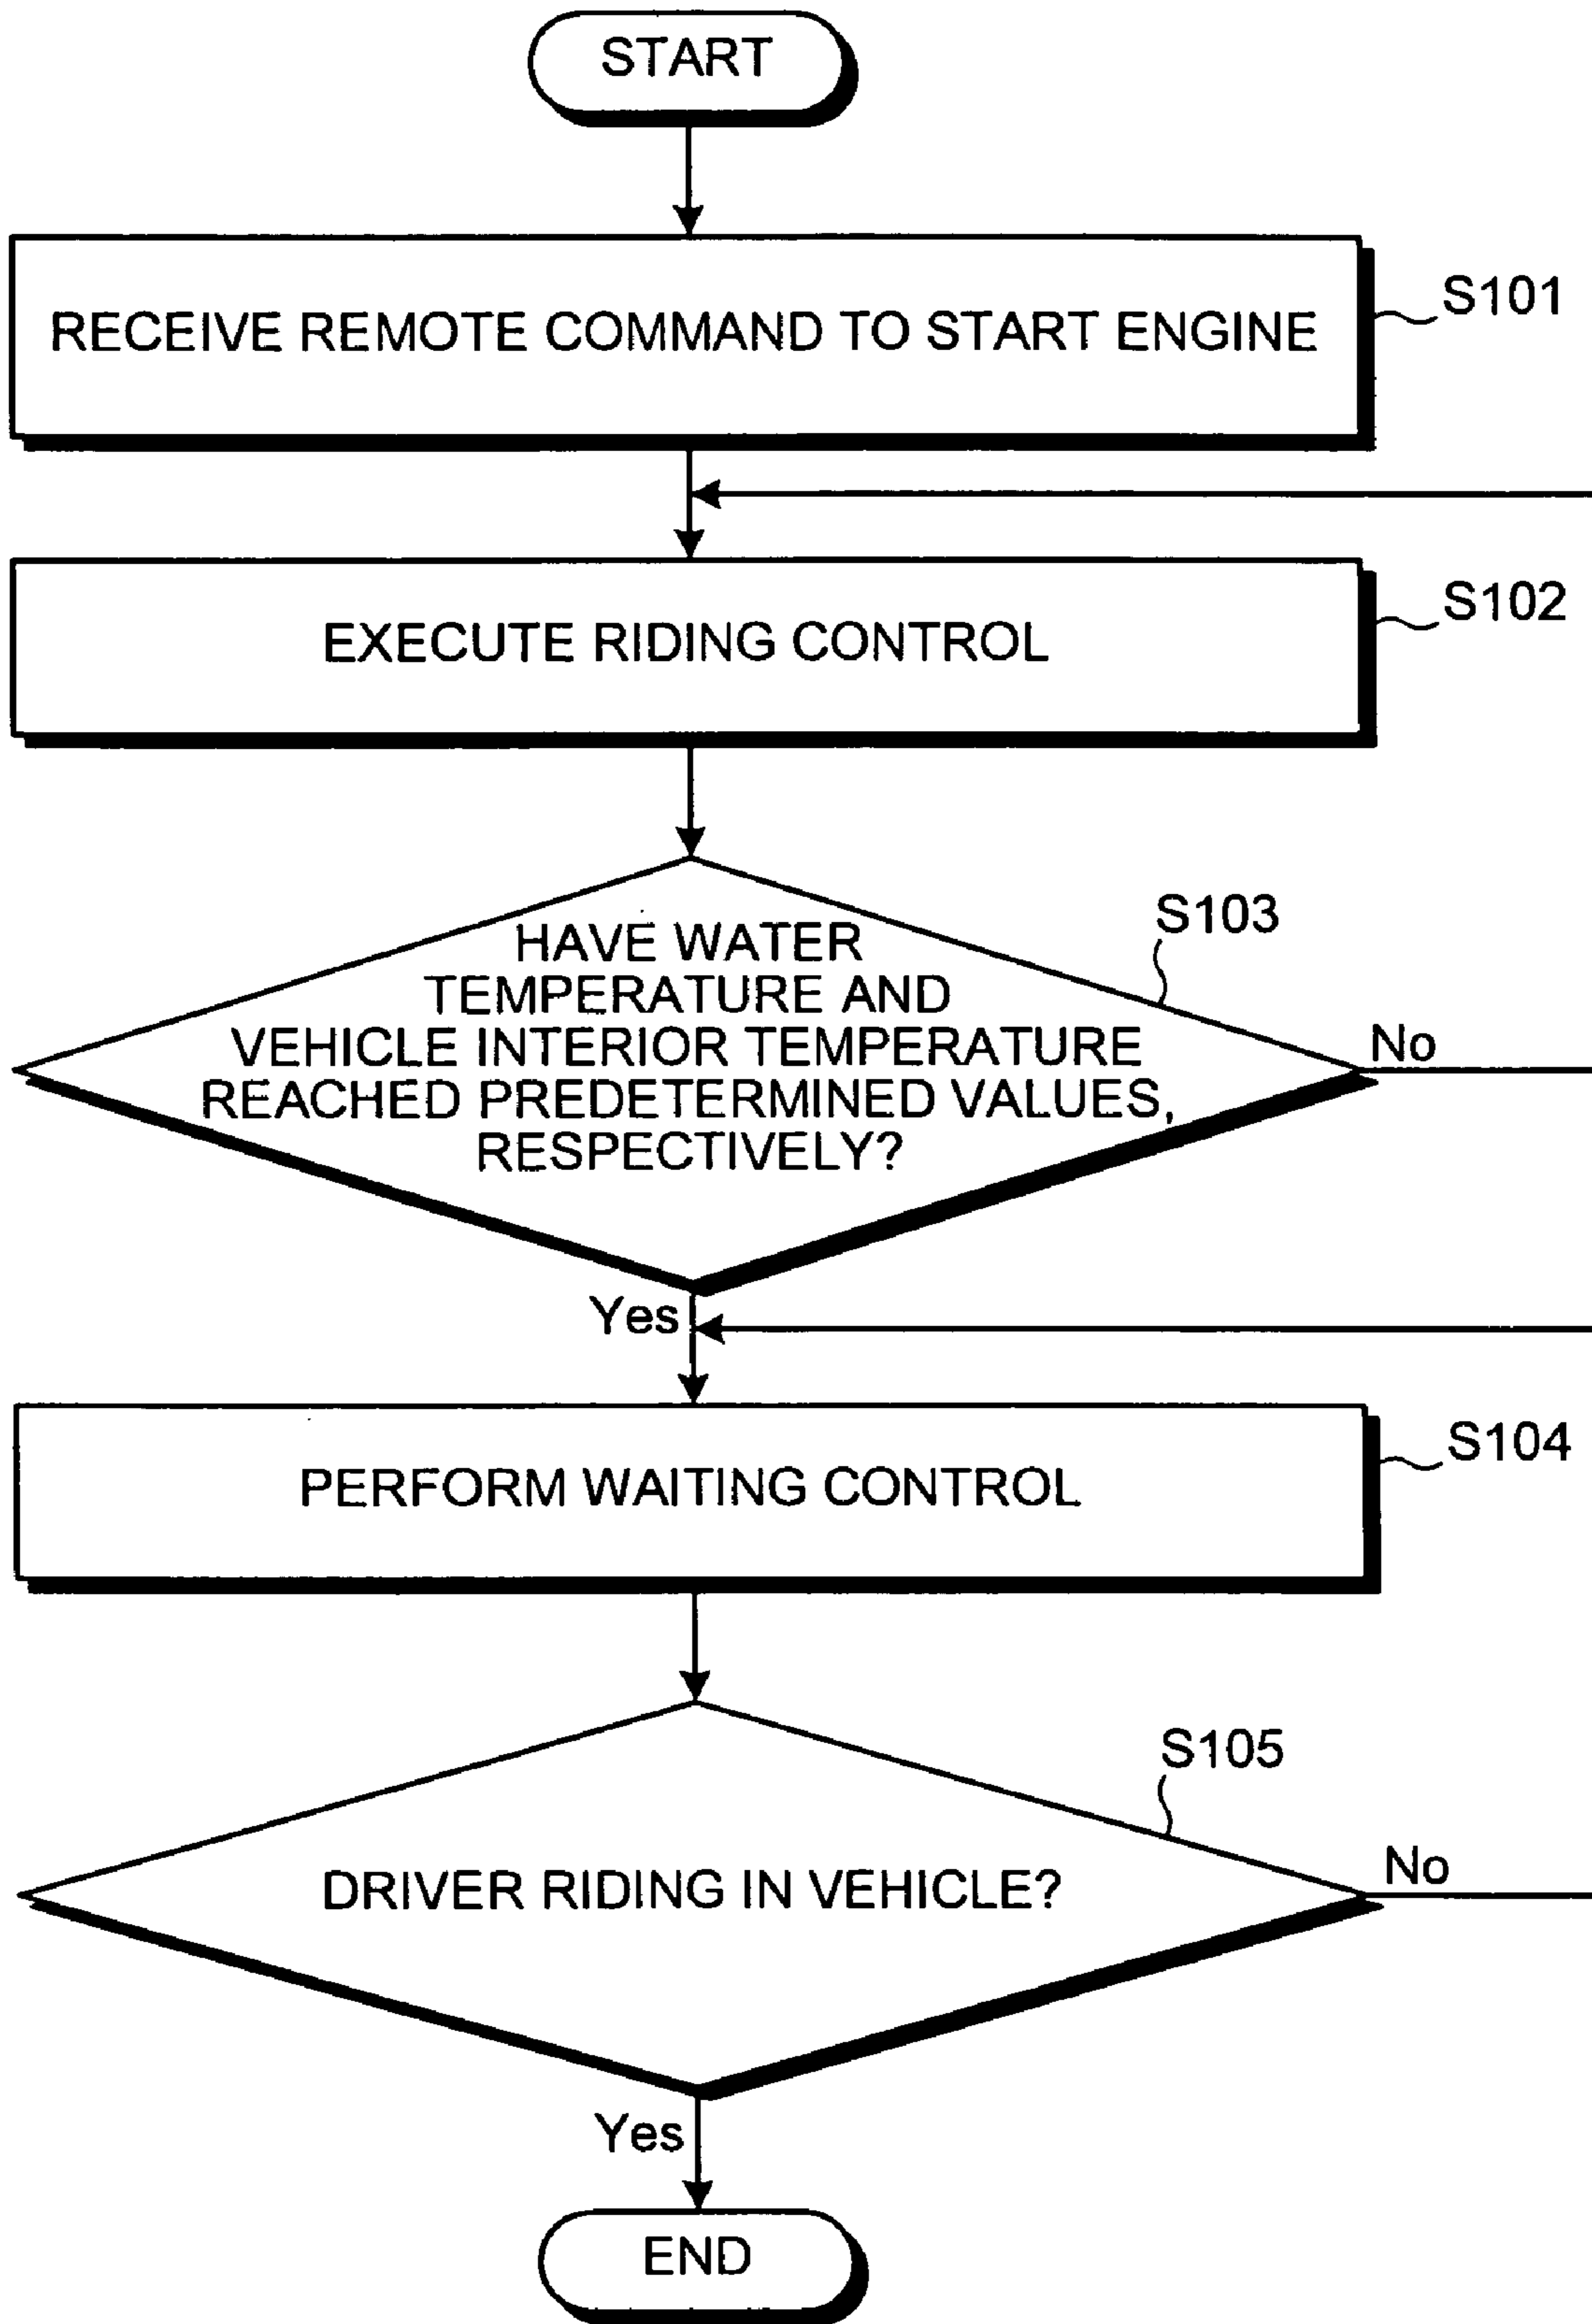 START
RECEIVE REMOTE COMMAND TO START ENGINE
S101
EXECUTE RIDING CONTROL
S102
S103
HAVE WATER
TEMPERATURE AND
VEHICLE INTERIOR TEMPERATURE
REACHED PREDETERMINED VALUES,
RESPECTIVELY?
No
Yes
PERFORM WAITING CONTROL
S104
S105
DRIVER RIDING IN VEHICLE?
No
Yes
END